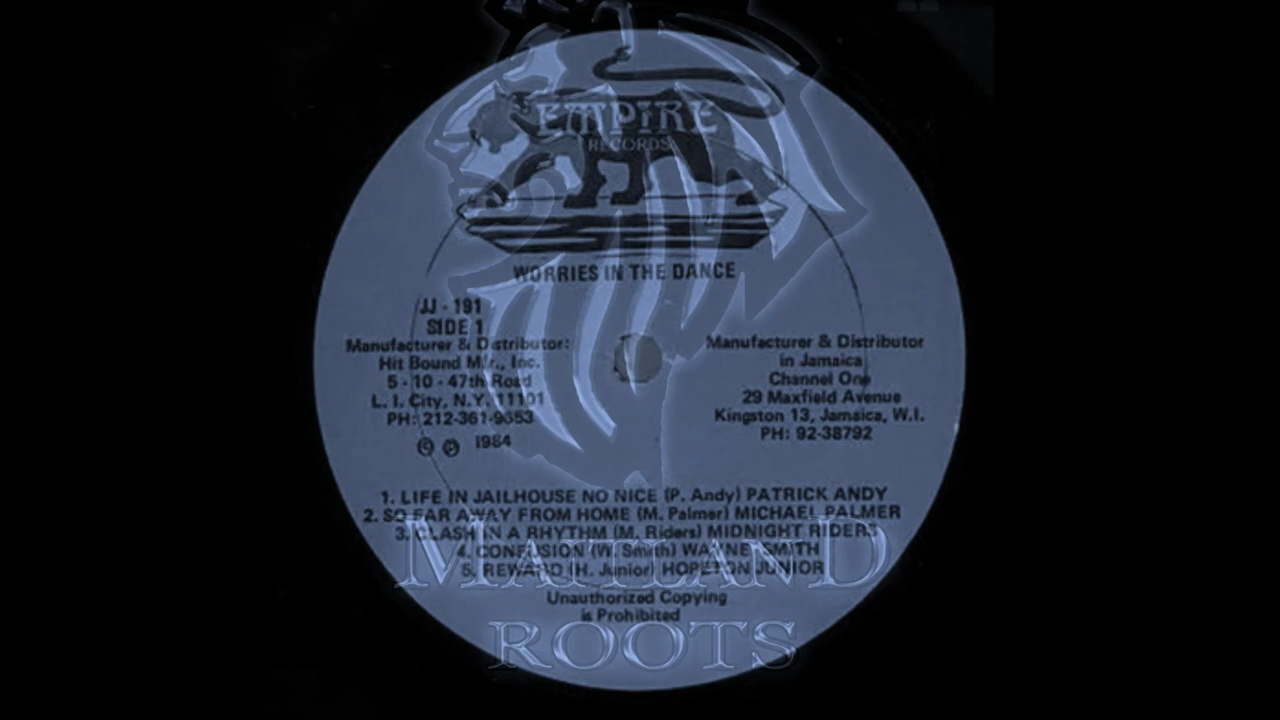 EMPIRE
RECORDS
WORRIES IN THE DANCE
JJ - 191
SIDE 1
Manufacturer & Distributor:
Hit Bound Mfr., Inc.
5 - 10 - 47th Road
L. I. City, N.Y. 11101
PH: 212-361-9653
© ℗ 1984
Manufacturer & Distributor
in Jamaica
Channel One
29 Maxfield Avenue
Kingston 13, Jamaica, W.I.
PH: 92-38792
1. LIFE IN JAILHOUSE NO NICE (P. Andy) PATRICK ANDY
2. SO FAR AWAY FROM HOME (M. Palmer) MICHAEL PALMER
3. CLASH IN A RHYTHM (M. Riders) MIDNIGHT RIDERS
4. CONFUSION (W. Smith) WAYNE SMITH
5. REWARD (H. Junior) HOPETON JUNIOR
Unauthorized Copying
is Prohibited
MAITLAND
ROOTS